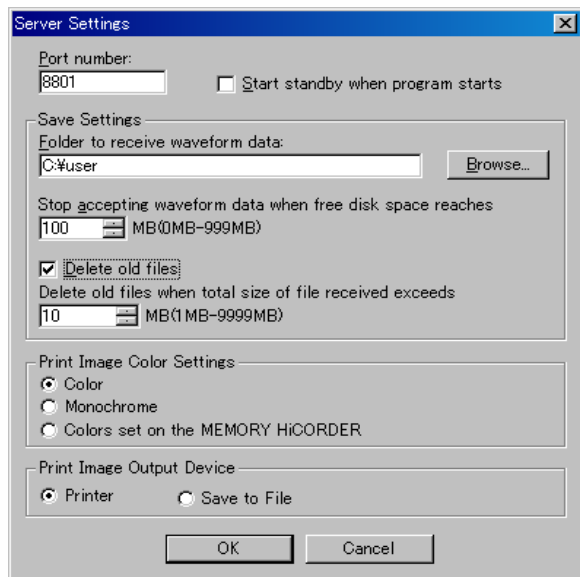 Server Settings
Port number:
8801
Start standby when program starts
Save Settings
Folder to receive waveform data:
C:¥user
Browse...
Stop accepting waveform data when free disk space reaches
100 MB(0MB-999MB)
Delete old files
Delete old files when total size of file received exceeds
10 MB(1MB-9999MB)
Print Image Color Settings
Color
Monochrome
Colors set on the MEMORY HiCORDER
Print Image Output Device
Printer Save to File
OK Cancel